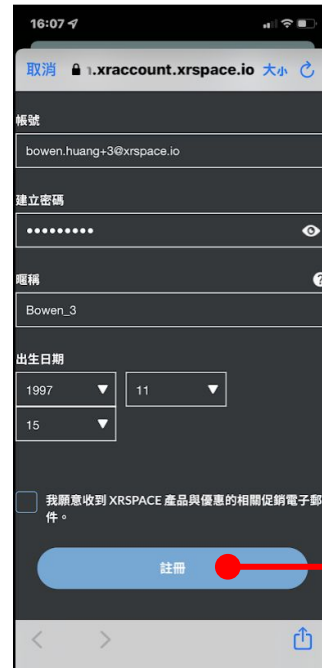 16:07
取消 n.xraccount.xrspace.io 大小
帳號
bowen.huang+3@xrspace.io
建立密碼
•••••••••
暱稱
Bowen_3
出生日期
1997 11
15
我願意收到 XRSPACE 產品與優惠的相關促銷電子郵
件。
註冊